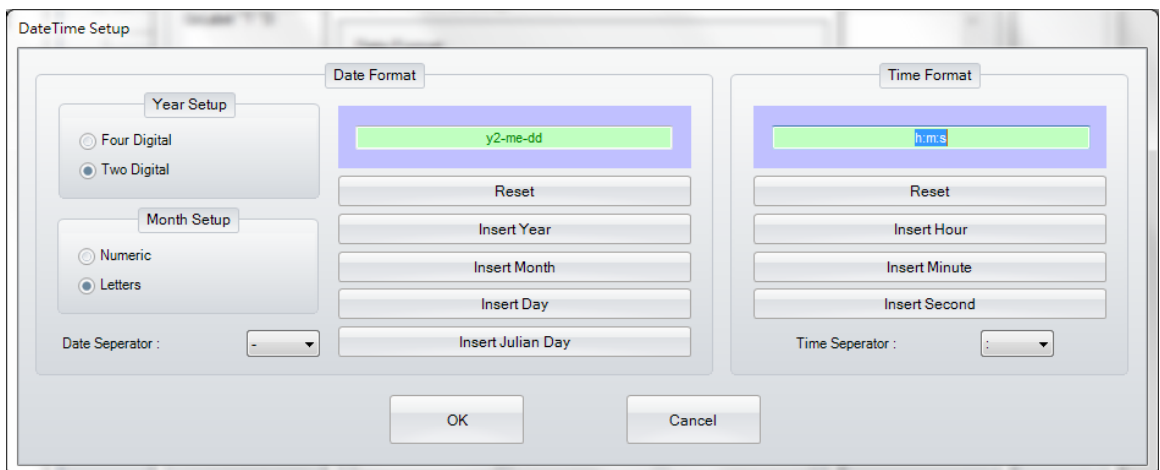 DateTime Setup
Date Format
Year Setup
Four Digital
Two Digital
Month Setup
Numeric
Letters
Date Seperator :
-
y2-me-dd
Reset
Insert Year
Insert Month
Insert Day
Insert Julian Day
Time Format
h:m:s
Reset
Insert Hour
Insert Minute
Insert Second
Time Seperator :
:
OK
Cancel